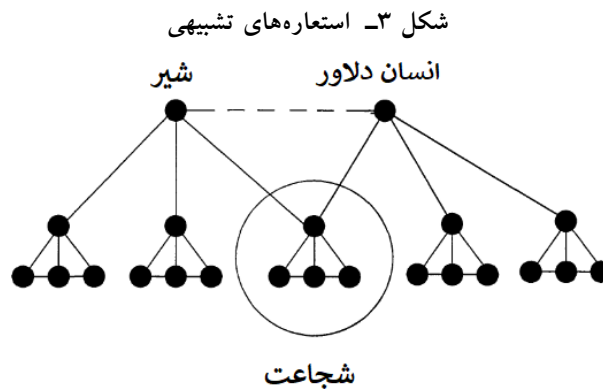 شکل ۳ـ استعاره‌های تشبیهی
انسان دلاور
شیر
شجاعت